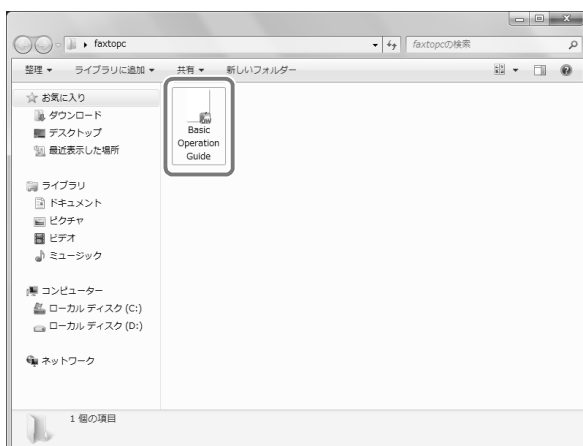 faxtopc
faxtopcの検索
整理
ライブラリに追加
共有
新しいフォルダー
お気に入り
ダウンロード
デスクトップ
最近表示した場所
ライブラリ
ドキュメント
ピクチャ
ビデオ
ミュージック
コンピューター
ローカル ディスク (C:)
ローカル ディスク (D:)
ネットワーク
Basic
Operation
Guide
1 個の項目